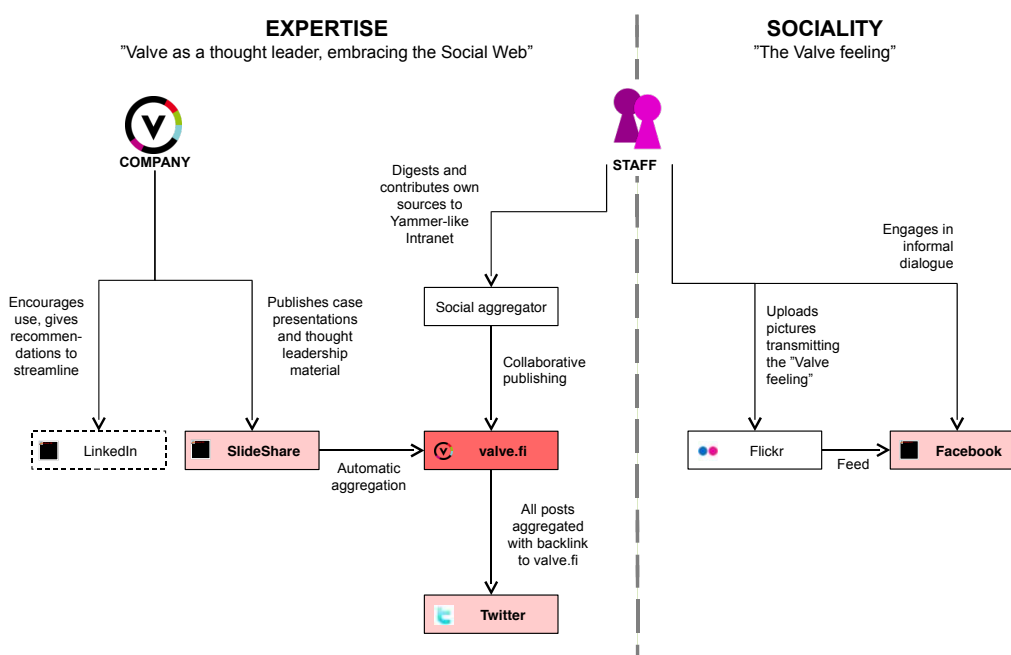 EXPERTISE
”Valve as a thought leader, embracing the Social Web”
SOCIALITY
”The Valve feeling”
V
COMPANY
STAFF
Digests and
contributes own
sources to
Yammer-like
Intranet
Engages in
informal
dialogue
Encourages
use, gives
recommen-
dations to
streamline
Publishes case
presentations
and thought
leadership
material
Social aggregator
Uploads
pictures
transmitting
the ”Valve
feeling”
Collaborative
publishing
LinkedIn
SlideShare
Automatic
aggregation
V
valve.fi
Flickr
Feed
Facebook
All posts
aggregated
with backlink
to valve.fi
t
Twitter